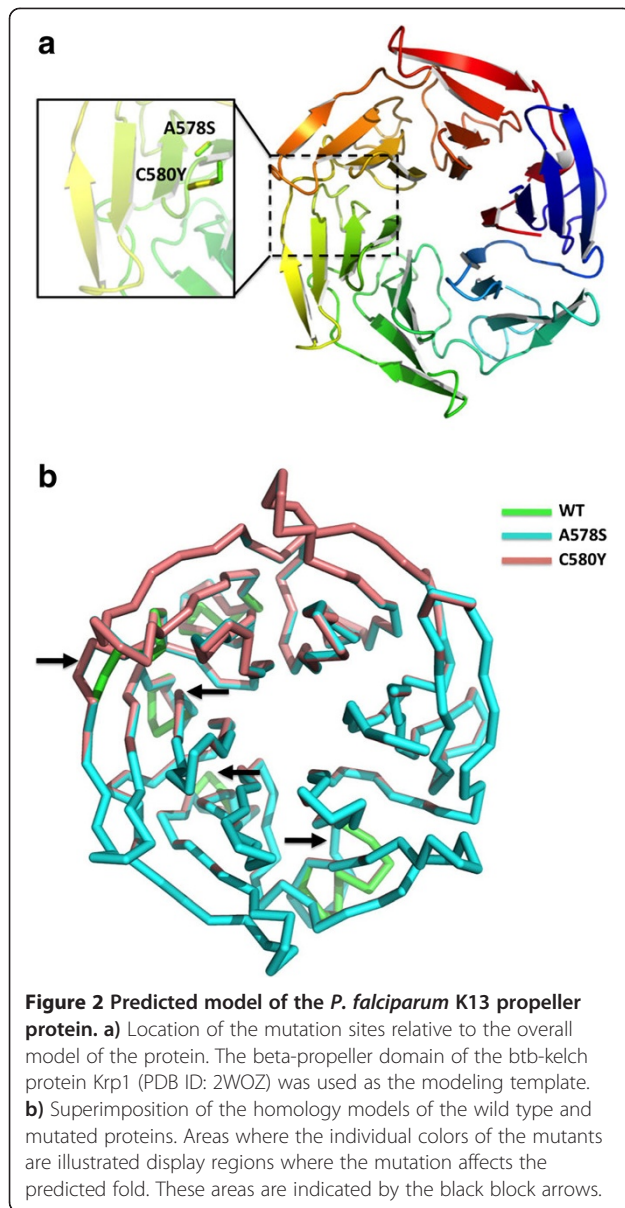 a
A578S
C580Y
b
WT
A578S
C580Y
Figure 2 Predicted model of the P. falciparum K13 propeller
protein. a) Location of the mutation sites relative to the overall
model of the protein. The beta-propeller domain of the btb-kelch
protein Krp1 (PDB ID: 2WOZ) was used as the modeling template.
b) Superimposition of the homology models of the wild type and
mutated proteins. Areas where the individual colors of the mutants
are illustrated display regions where the mutation affects the
predicted fold. These areas are indicated by the black block arrows.